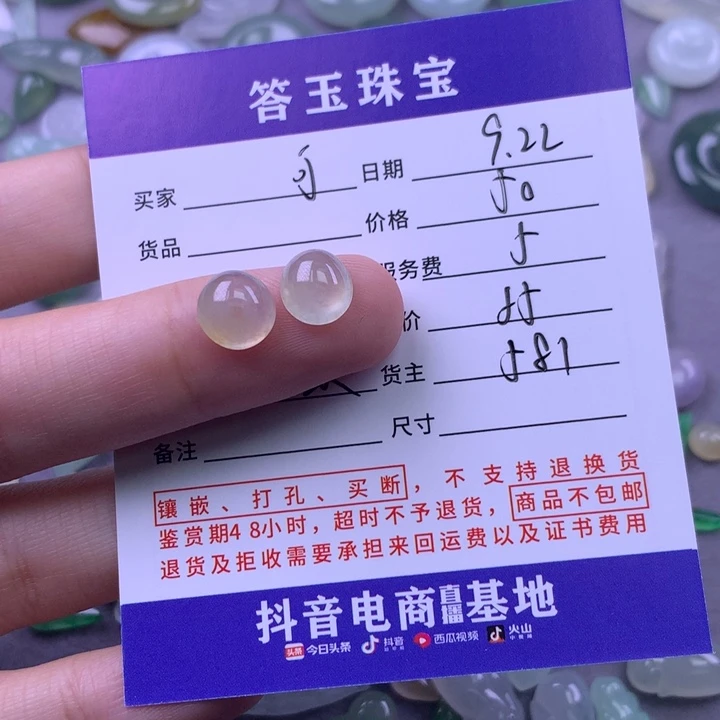 答玉珠宝
买家 日期 9.22
货品 价格 50
服务费 5
价 55
货主 581
备注 尺寸
镶嵌、打孔、买断，不支持退换货
鉴赏期48小时，超时不予退货，商品不包邮
退货及拒收需要承担来回运费以及证书费用
抖音电商直播基地
头条 今日头条 抖音 西瓜视频 火山